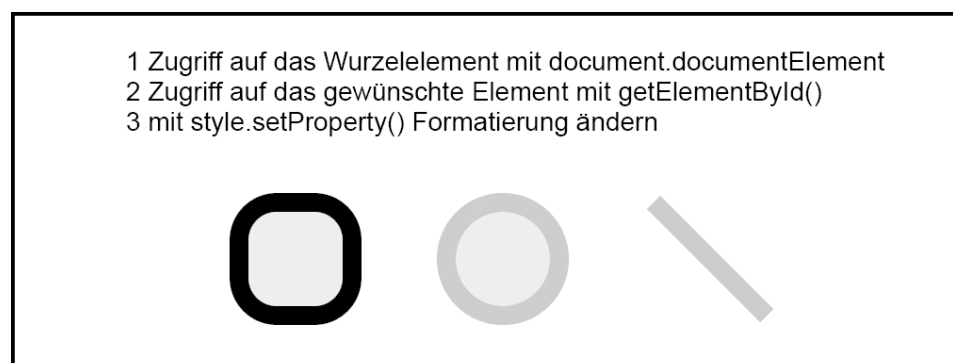 1 Zugriff auf das Wurzelelement mit document.documentElement
2 Zugriff auf das gewünschte Element mit getElementById()
3 mit style.setProperty() Formatierung ändern